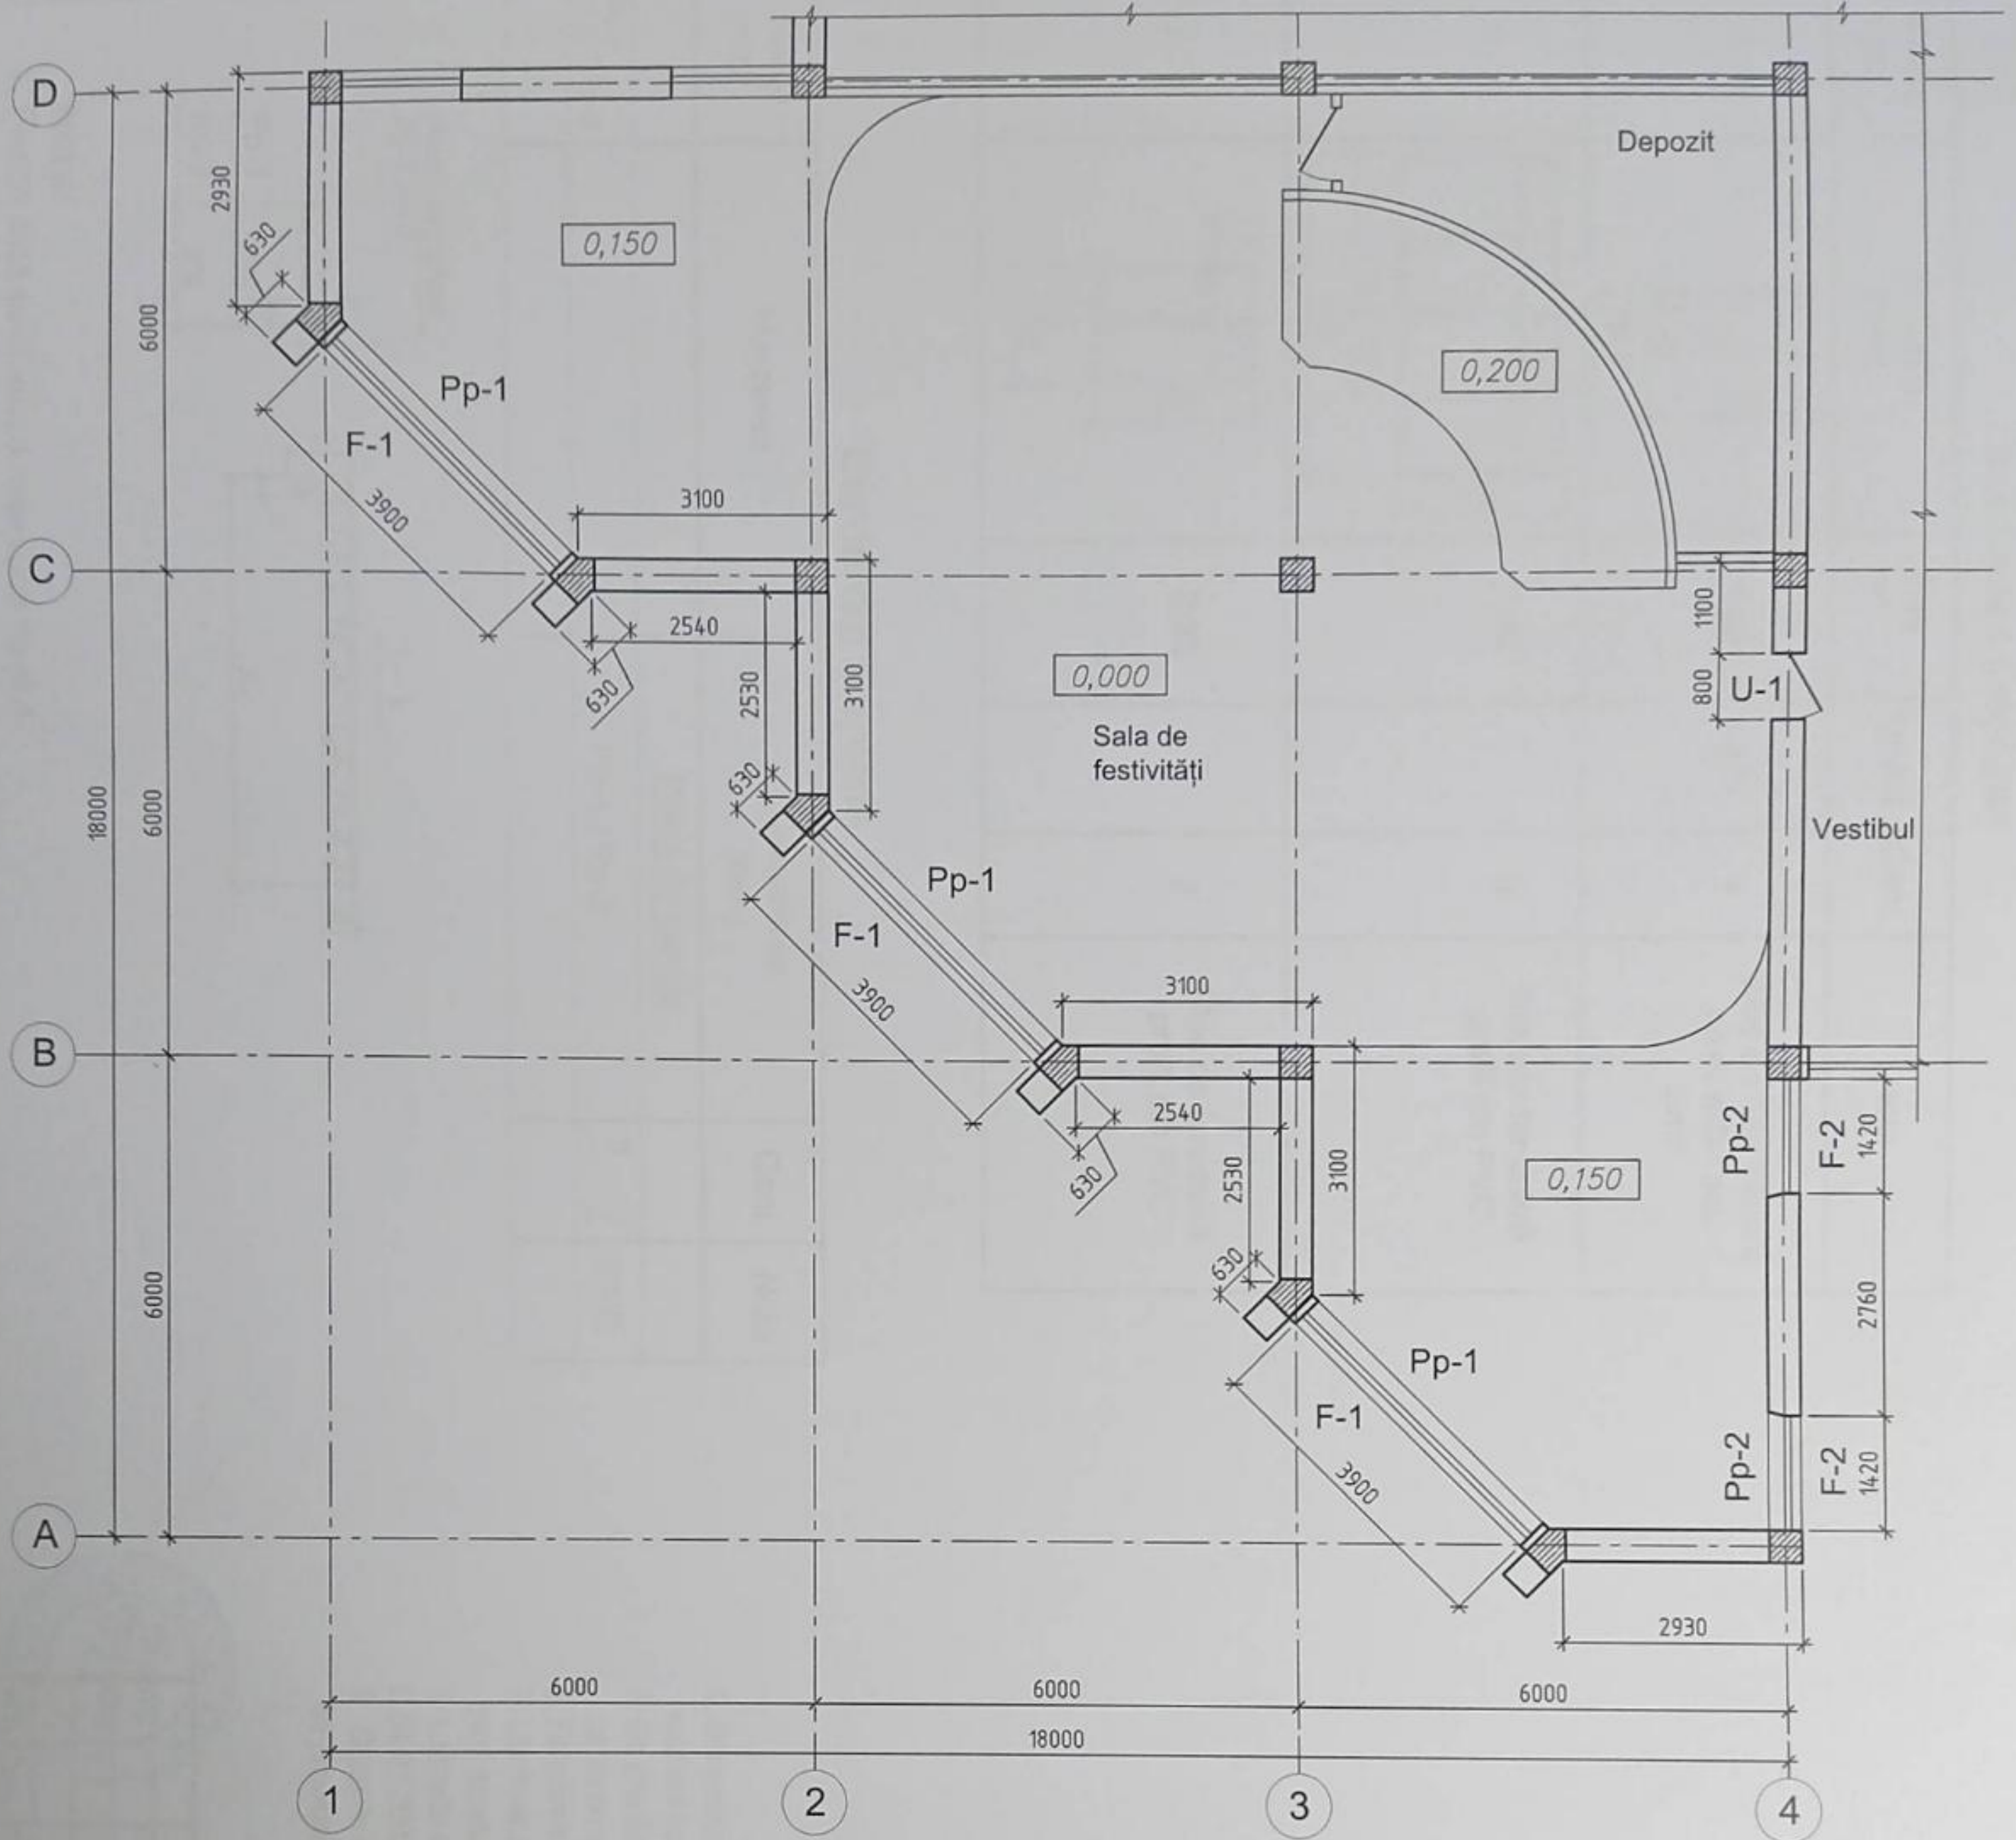 D
Depozit
2930
630
0,150
6000
0,200
Pp-1
F-1
3900
3100
C
1100
2540
630
2530
3100
0,000
800
U-1
Sala de
festivități
630
18000
6000
Vestibul
Pp-1
F-1
3900
3100
B
2540
630
2530
3100
0,150
Pp-2
F-2
1420
630
6000
2760
Pp-1
F-1
3900
Pp-2
F-2
1420
A
2930
6000
6000
6000
18000
1
2
3
4